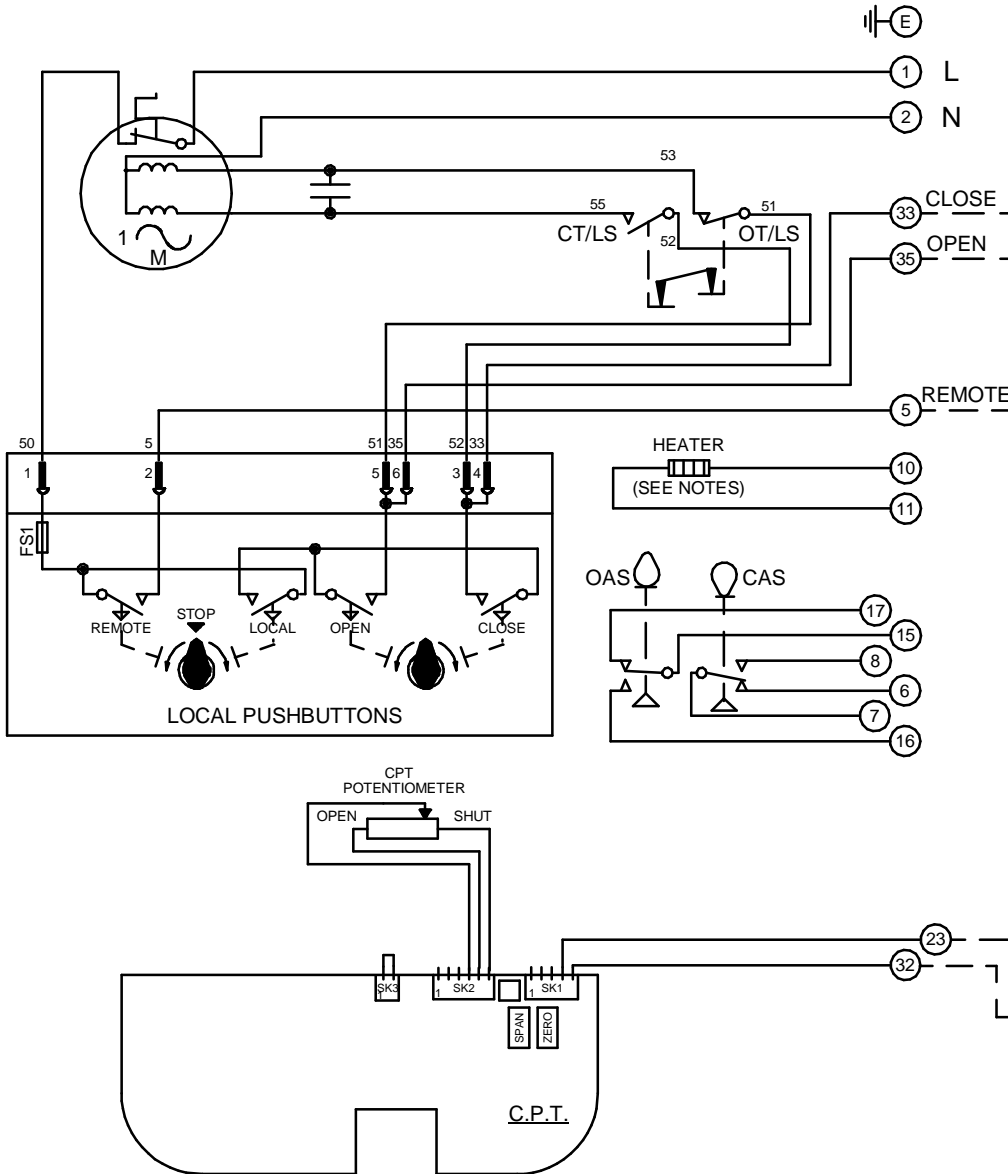 E
1 L
2 N
53
55 51
33 CLOSE
CT/LS 52 OT/LS
1
M
35 OPEN
5 REMOTE
50 5 51 35 52 33
1 2 5 6 3 4
HEATER
(SEE NOTES)
10
11
FS1
OAS CAS
REMOTE STOP LOCAL OPEN CLOSE
17
15
8
6
7
16
LOCAL PUSHBUTTONS
CPT
POTENTIOMETER
OPEN SHUT
23
32
SK3 SK2 SK1
1 1 1
SPAN ZERO
C.P.T.